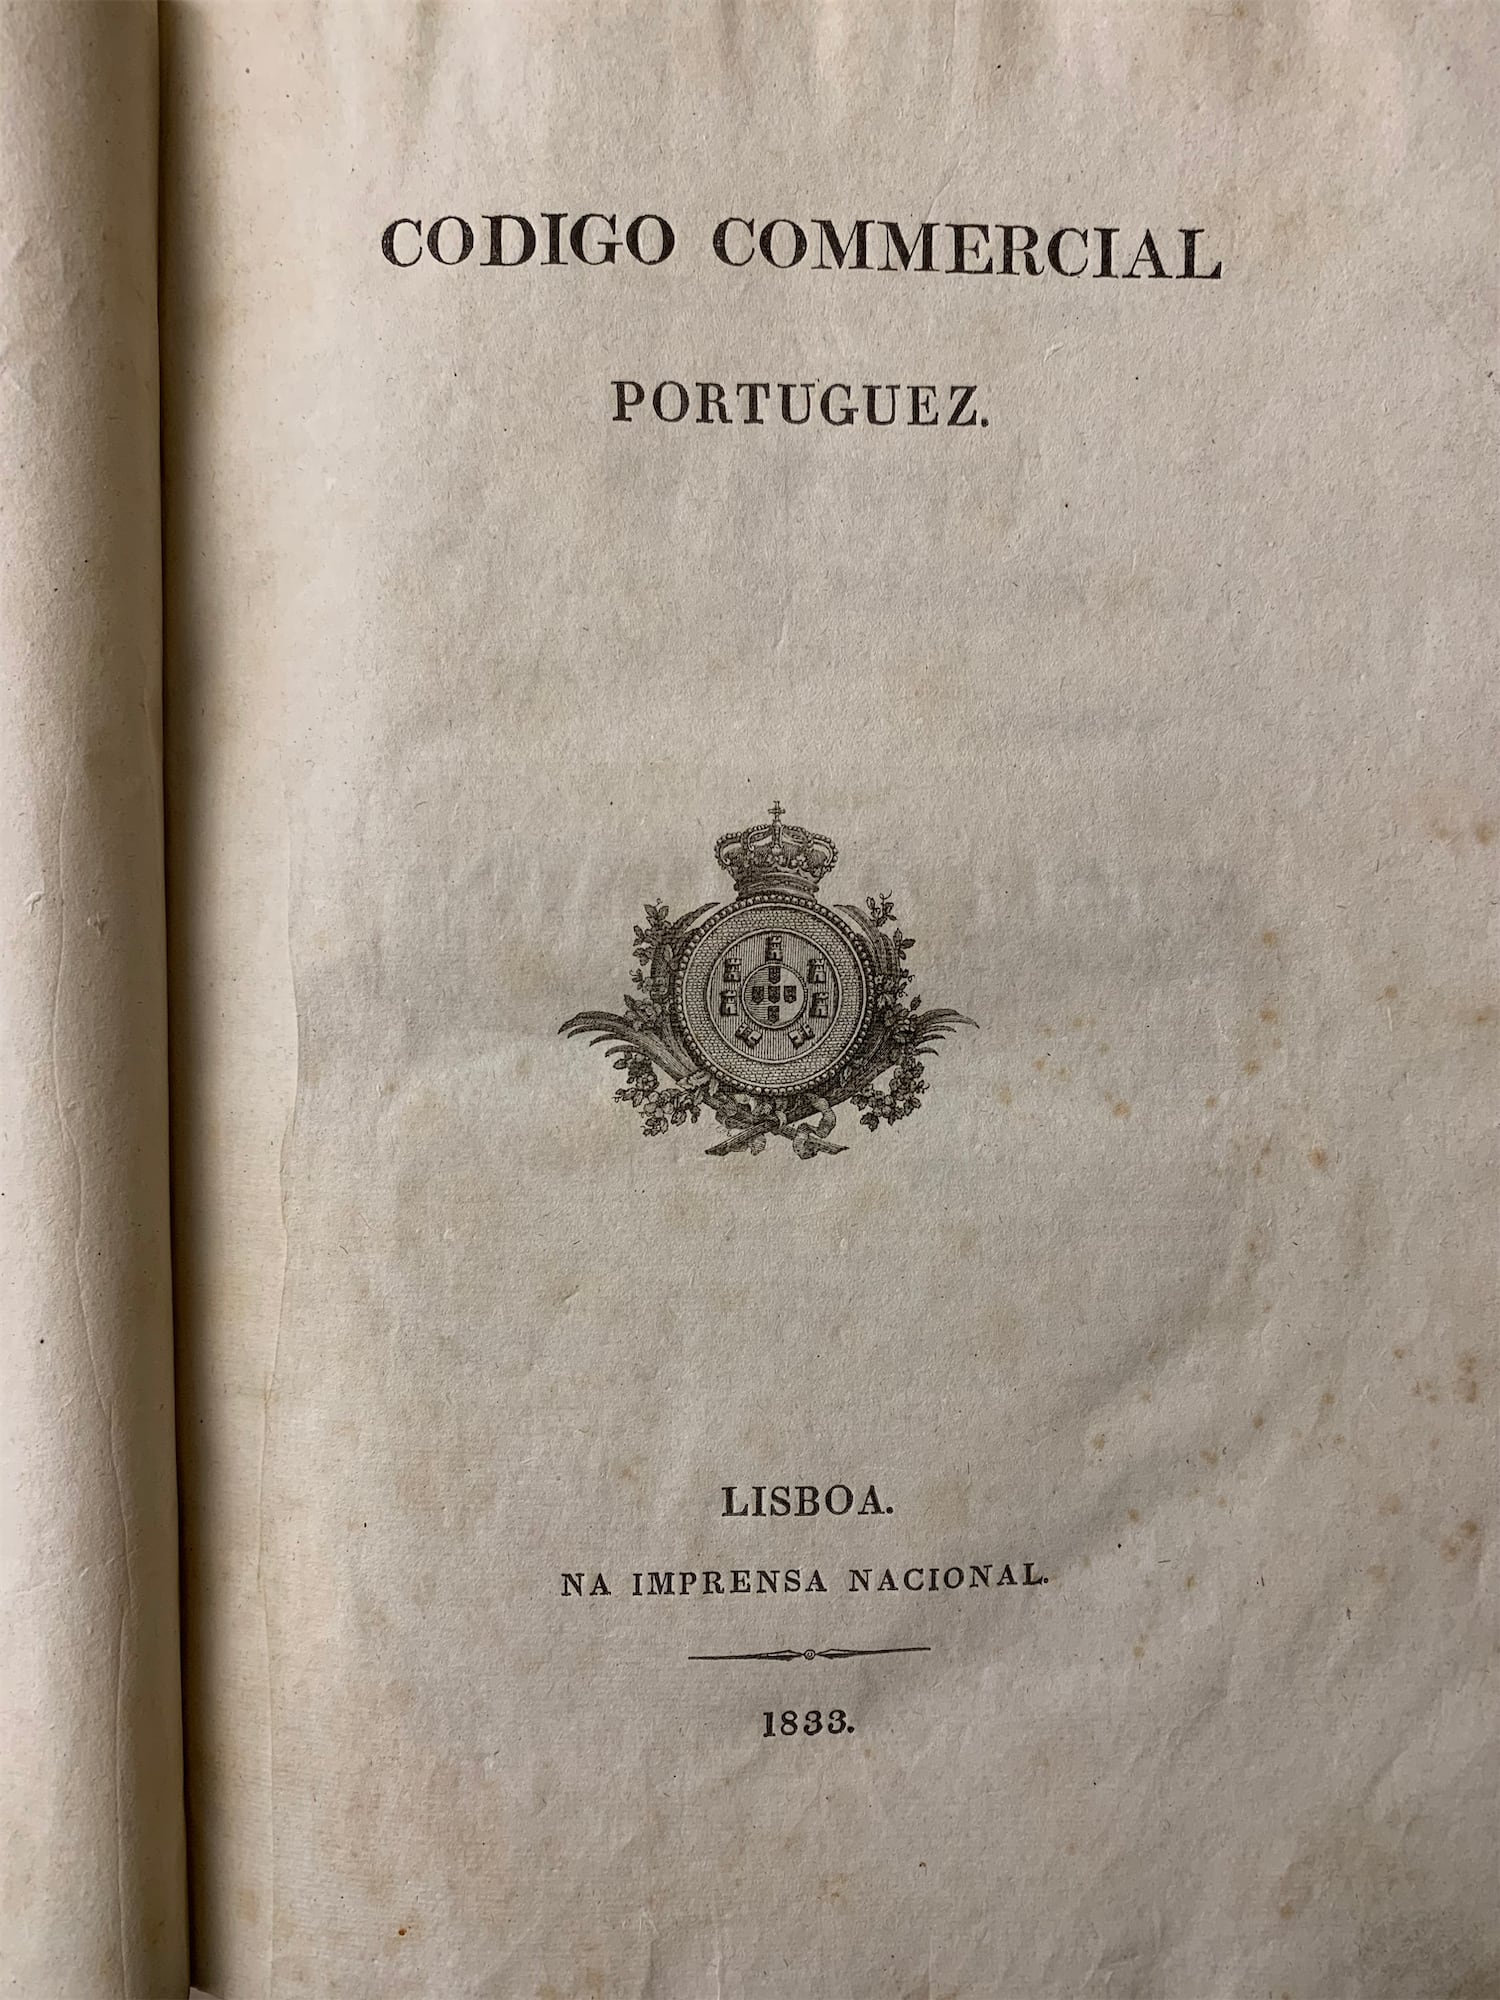 CODIGO COMMERCIAL
PORTUGUEZ.
LISBOA.
NA IMPRENSA NACIONAL.
1833.